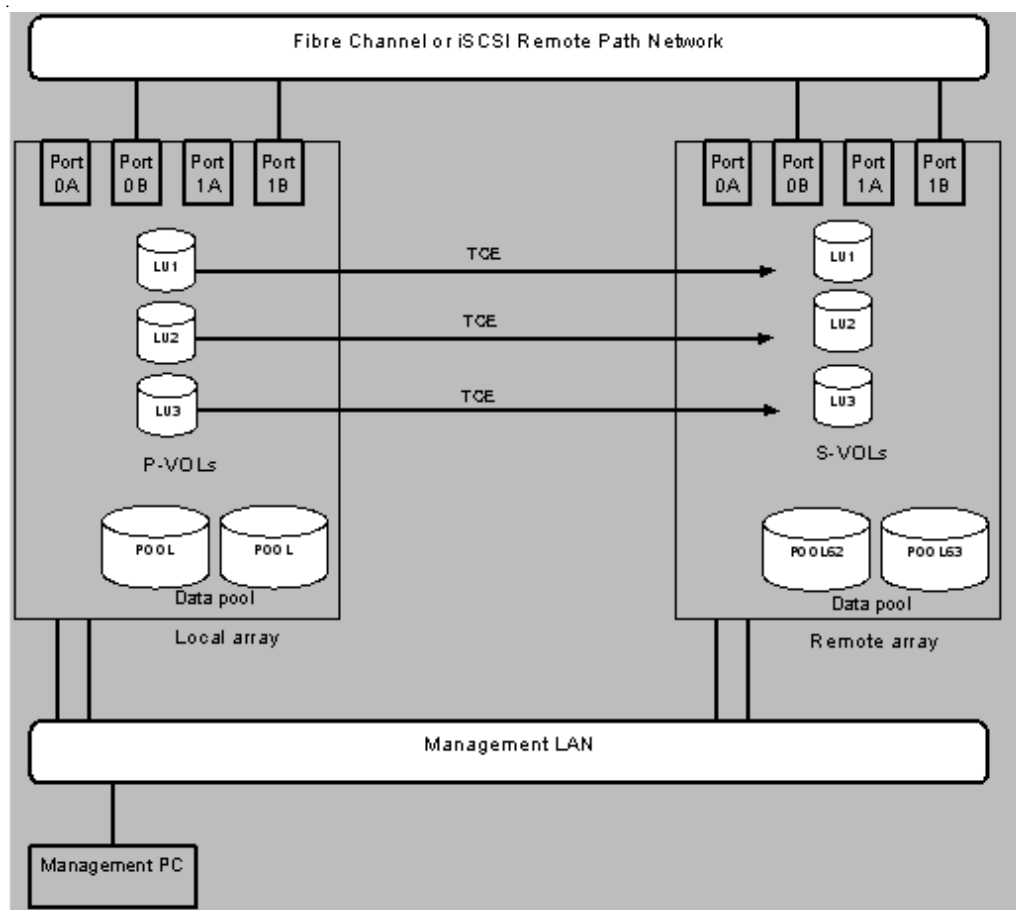 Fibre Channel or iSCSI Remote Path Network
Port 0A
Port 0B
Port 1A
Port 1B
Port 0A
Port 0B
Port 1A
Port 1B
LU1
TCE
LU1
LU2
TCE
LU2
LU3
TCE
LU3
P-VOLs
S-VOLs
POOL
POOL
POOL62
POOL63
Data pool
Data pool
Local array
Remote array
Management LAN
Management PC